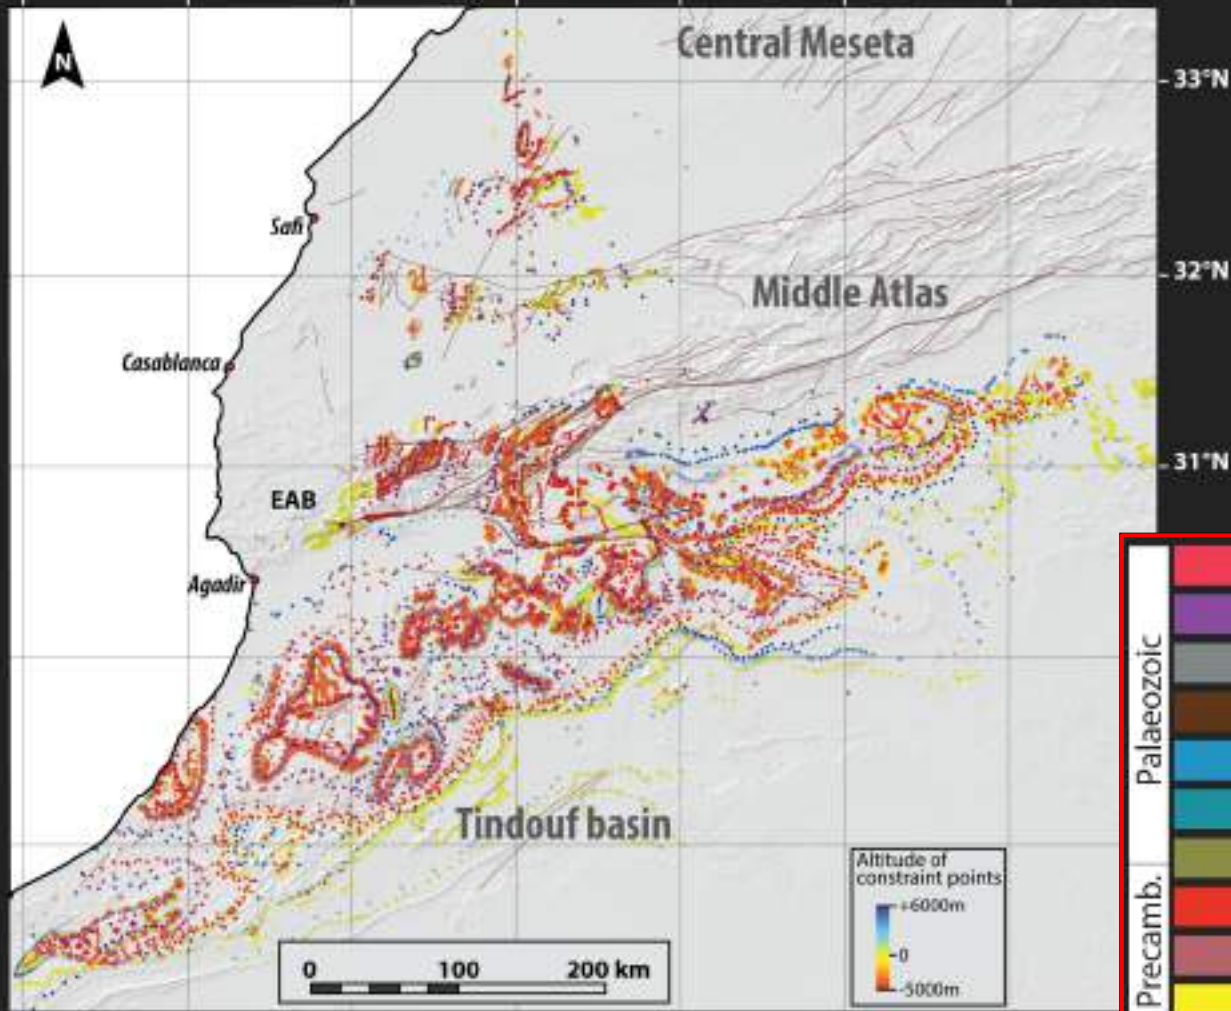 N
Central Meseta
33°N
Safi
32°N
Middle Atlas
Casablanca
31°N
EAB
Agadir
Palaeozoic
Tindouf basin
Altitude of
constraint points
+6000m
0
-5000m
Precamb.
0 100 200 km